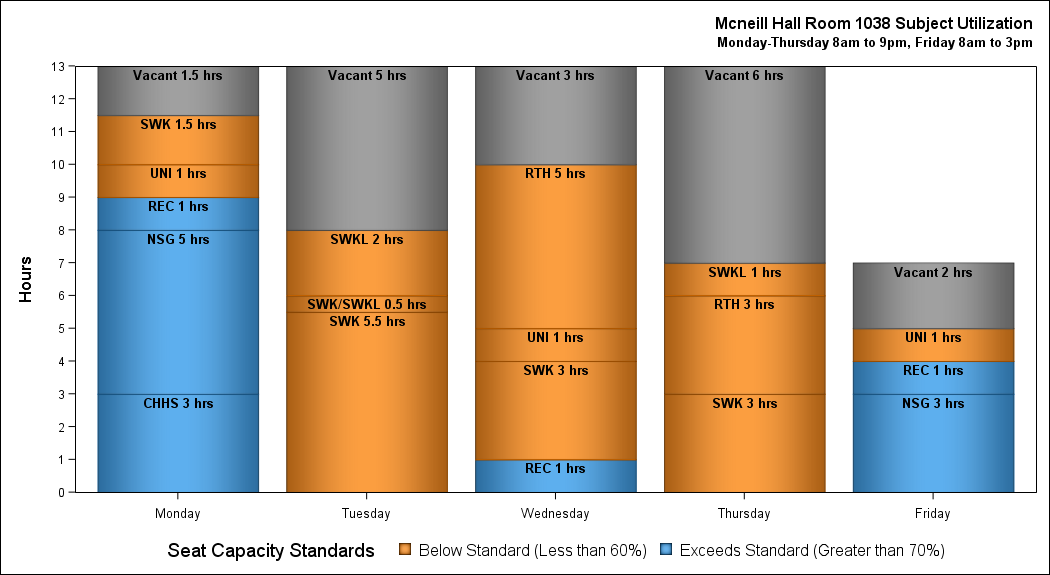 Mcneill Hall Room 1038 Subject Utilization
Monday-Thursday 8am to 9pm, Friday 8am to 3pm
Hours
13
12
11
10
9
8
7
6
5
4
3
2
1
0
Vacant 1.5 hrs
SWK 1.5 hrs
UNI 1 hrs
REC 1 hrs
NSG 5 hrs
CHHS 3 hrs
Vacant 5 hrs
SWKL 2 hrs
SWK/SWKL 0.5 hrs
SWK 5.5 hrs
Vacant 3 hrs
RTH 5 hrs
UNI 1 hrs
SWK 3 hrs
REC 1 hrs
Vacant 6 hrs
SWKL 1 hrs
RTH 3 hrs
SWK 3 hrs
Vacant 2 hrs
UNI 1 hrs
REC 1 hrs
NSG 3 hrs
Monday Tuesday Wednesday Thursday Friday
Seat Capacity Standards Below Standard (Less than 60%) Exceeds Standard (Greater than 70%)